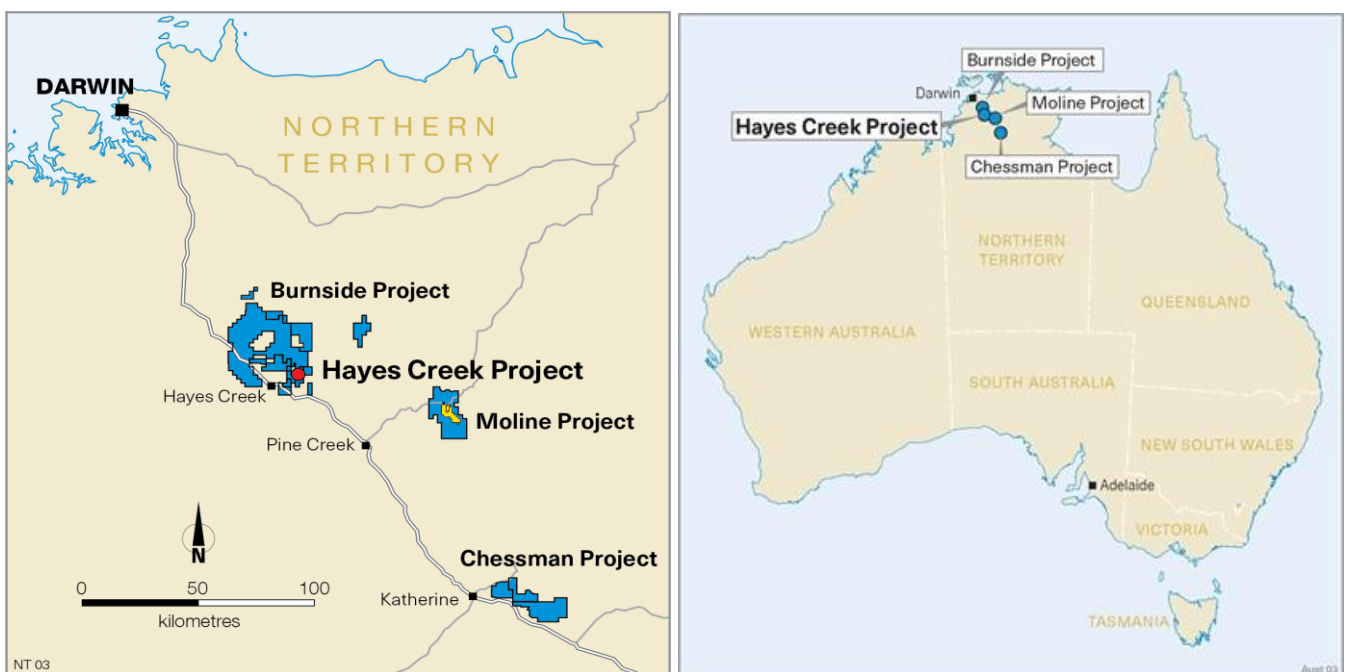 DARWIN
NORTHERN
TERRITORY
Burnside Project
Hayes Creek Project
Hayes Creek
Moline Project
Pine Creek
N
Chessman Project
0 50 100
kilometres
Katherine
NT 03
Burnside Project
Darwin
Moline Project
Hayes Creek Project
Chessman Project
NORTHERN
TERRITORY
QUEENSLAND
WESTERN AUSTRALIA
SOUTH AUSTRALIA
NEW SOUTH WALES
Adelaide
VICTORIA
TASMANIA
Aust 03